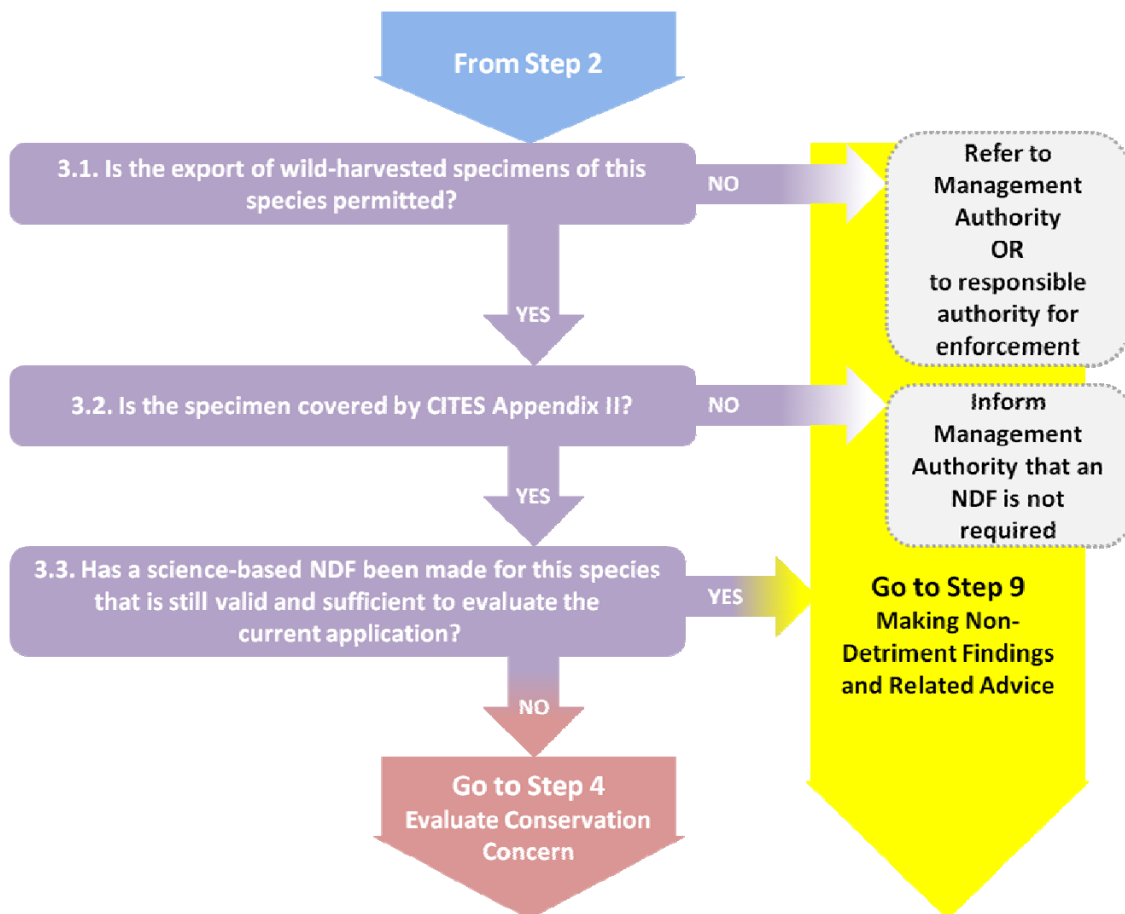 From Step 2
3.1. Is the export of wild-harvested specimens of this
species permitted?
NO
Refer to
Management
Authority
OR
to responsible
authority for
enforcement
YES
3.2. Is the specimen covered by CITES Appendix II?
NO
Inform
Management
Authority that an
NDF is not
required
YES
3.3. Has a science-based NDF been made for this species
that is still valid and sufficient to evaluate the
current application?
YES
Go to Step 9
Making Non-
Detriment Findings
and Related Advice
NO
Go to Step 4
Evaluate Conservation
Concern